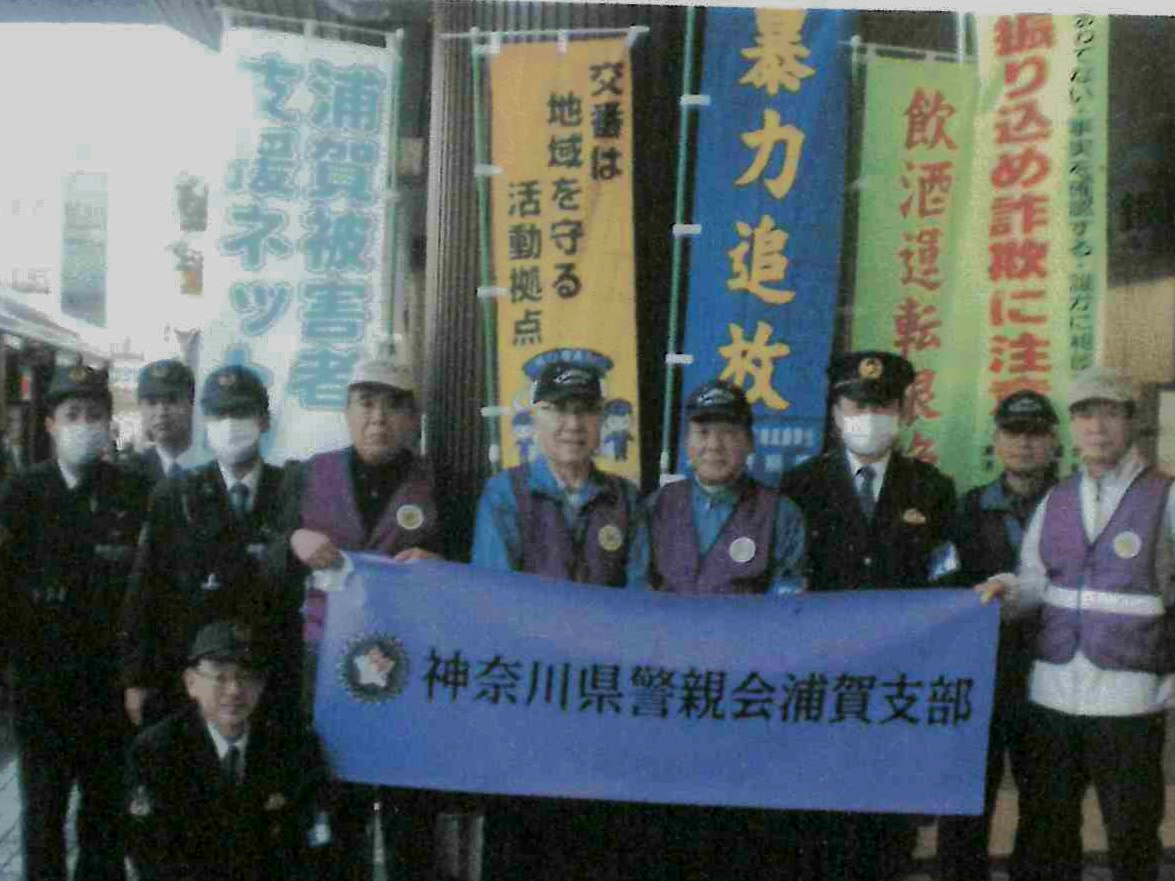 浦賀被害者
支援ネット
交番は
地域を守る
活動拠点
暴力追放
飲酒運転根絶
振り込め詐欺に注意
神奈川県警親会浦賀支部